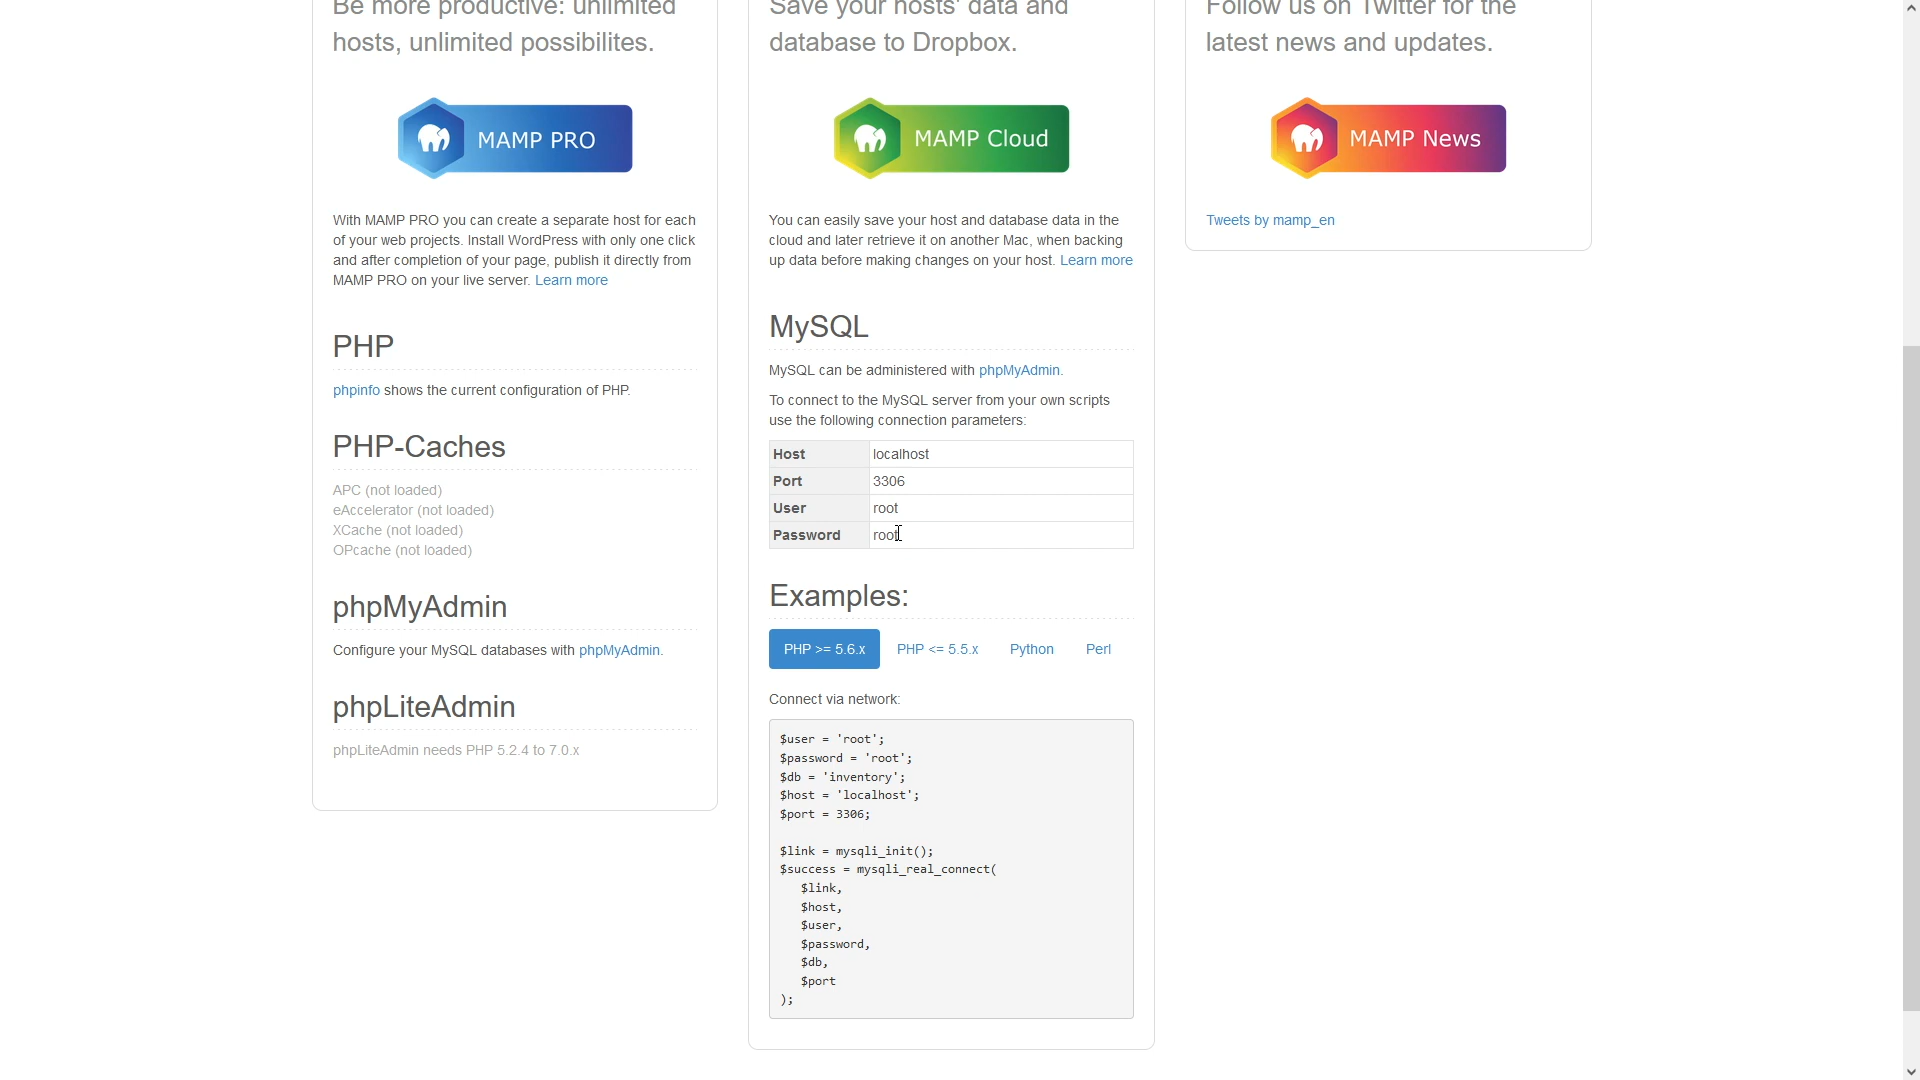 Be more productive: unlimited
hosts, unlimited possibilites.
MAMP PRO
With MAMP PRO you can create a separate host for each
of your web projects. Install WordPress with only one click
and after completion of your page, publish it directly from
MAMP PRO on your live server. Learn more
PHP
phpinfo shows the current configuration of PHP.
PHP-Caches
APC (not loaded)
eAccelerator (not loaded)
XCache (not loaded)
OPcache (not loaded)
phpMyAdmin
Configure your MySQL databases with phpMyAdmin.
phpLiteAdmin
phpLiteAdmin needs PHP 5.2.4 to 7.0.x
Save your hosts' data and
database to Dropbox.
MAMP Cloud
You can easily save your host and database data in the
cloud and later retrieve it on another Mac, when backing
up data before making changes on your host. Learn more
MySQL
MySQL can be administered with phpMyAdmin.
To connect to the MySQL server from your own scripts
use the following connection parameters:
Host localhost
Port 3306
User root
Password root
Examples:
PHP >= 5.6.x PHP <= 5.5.x Python Perl
Connect via network:
$user = 'root';
$password = 'root';
$db = 'inventory';
$host = 'localhost';
$port = 3306;
$link = mysqli_init();
$success = mysqli_real_connect(
$link,
$host,
$user,
$password,
$db,
$port
);
Follow us on Twitter for the
latest news and updates.
MAMP News
Tweets by mamp_en